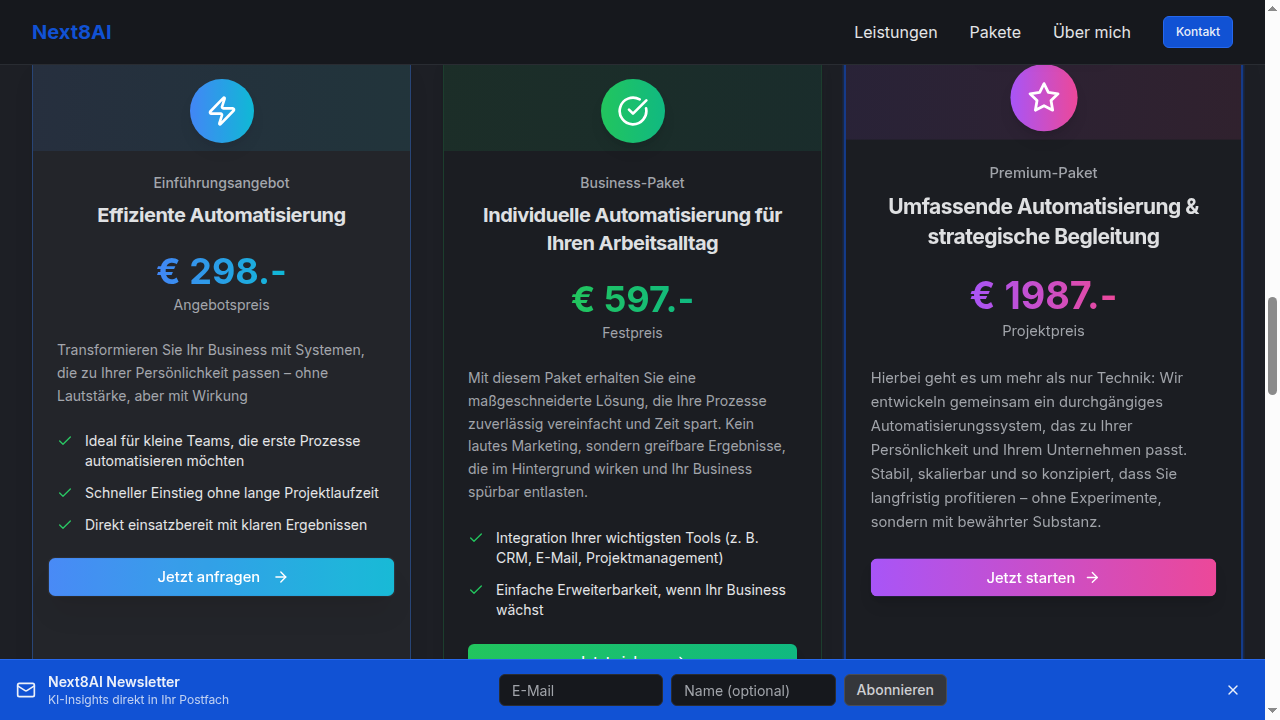 Next8AI
Leistungen
Pakete
Über mich
Kontakt
Einführungsangebot
Effiziente Automatisierung
€ 298.-
Angebotspreis
Transformieren Sie Ihr Business mit Systemen,
die zu Ihrer Persönlichkeit passen – ohne
Lautstärke, aber mit Wirkung
Ideal für kleine Teams, die erste Prozesse
automatisieren möchten
Schneller Einstieg ohne lange Projektlaufzeit
Direkt einsatzbereit mit klaren Ergebnissen
Jetzt anfragen
Business-Paket
Individuelle Automatisierung für
Ihren Arbeitsalltag
€ 597.-
Festpreis
Mit diesem Paket erhalten Sie eine
maßgeschneiderte Lösung, die Ihre Prozesse
zuverlässig vereinfacht und Zeit spart. Kein
lautes Marketing, sondern greifbare Ergebnisse,
die im Hintergrund wirken und Ihr Business
spürbar entlasten.
Integration Ihrer wichtigsten Tools (z. B.
CRM, E-Mail, Projektmanagement)
Einfache Erweiterbarkeit, wenn Ihr Business
wächst
Premium-Paket
Umfassende Automatisierung &
strategische Begleitung
€ 1987.-
Projektpreis
Hierbei geht es um mehr als nur Technik: Wir
entwickeln gemeinsam ein durchgängiges
Automatisierungssystem, das zu Ihrer
Persönlichkeit und Ihrem Unternehmen passt.
Stabil, skalierbar und so konzipiert, dass Sie
langfristig profitieren – ohne Experimente,
sondern mit bewährter Substanz.
Jetzt starten
Next8AI Newsletter
KI-Insights direkt in Ihr Postfach
E-Mail
Name (optional)
Abonnieren